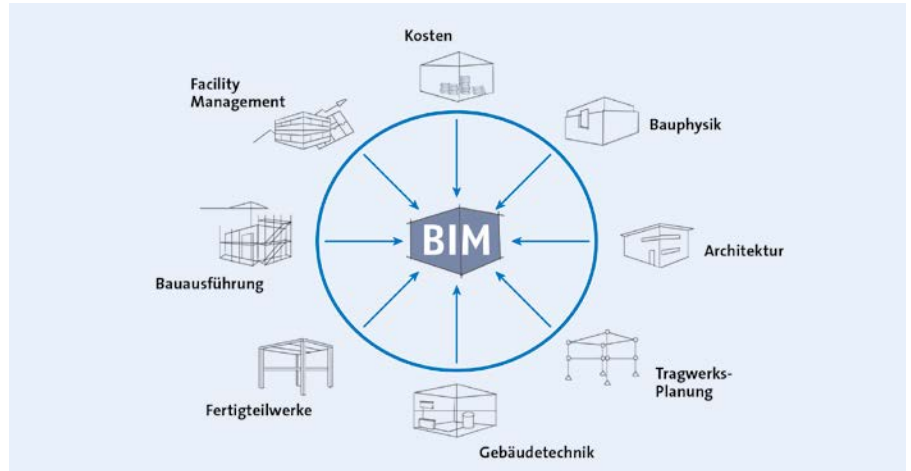 Kosten
Facility
Management
Bauphysik
BIM
Architektur
Bauausführung
Tragwerks-
Planung
Fertigteilwerke
Gebäudetechnik